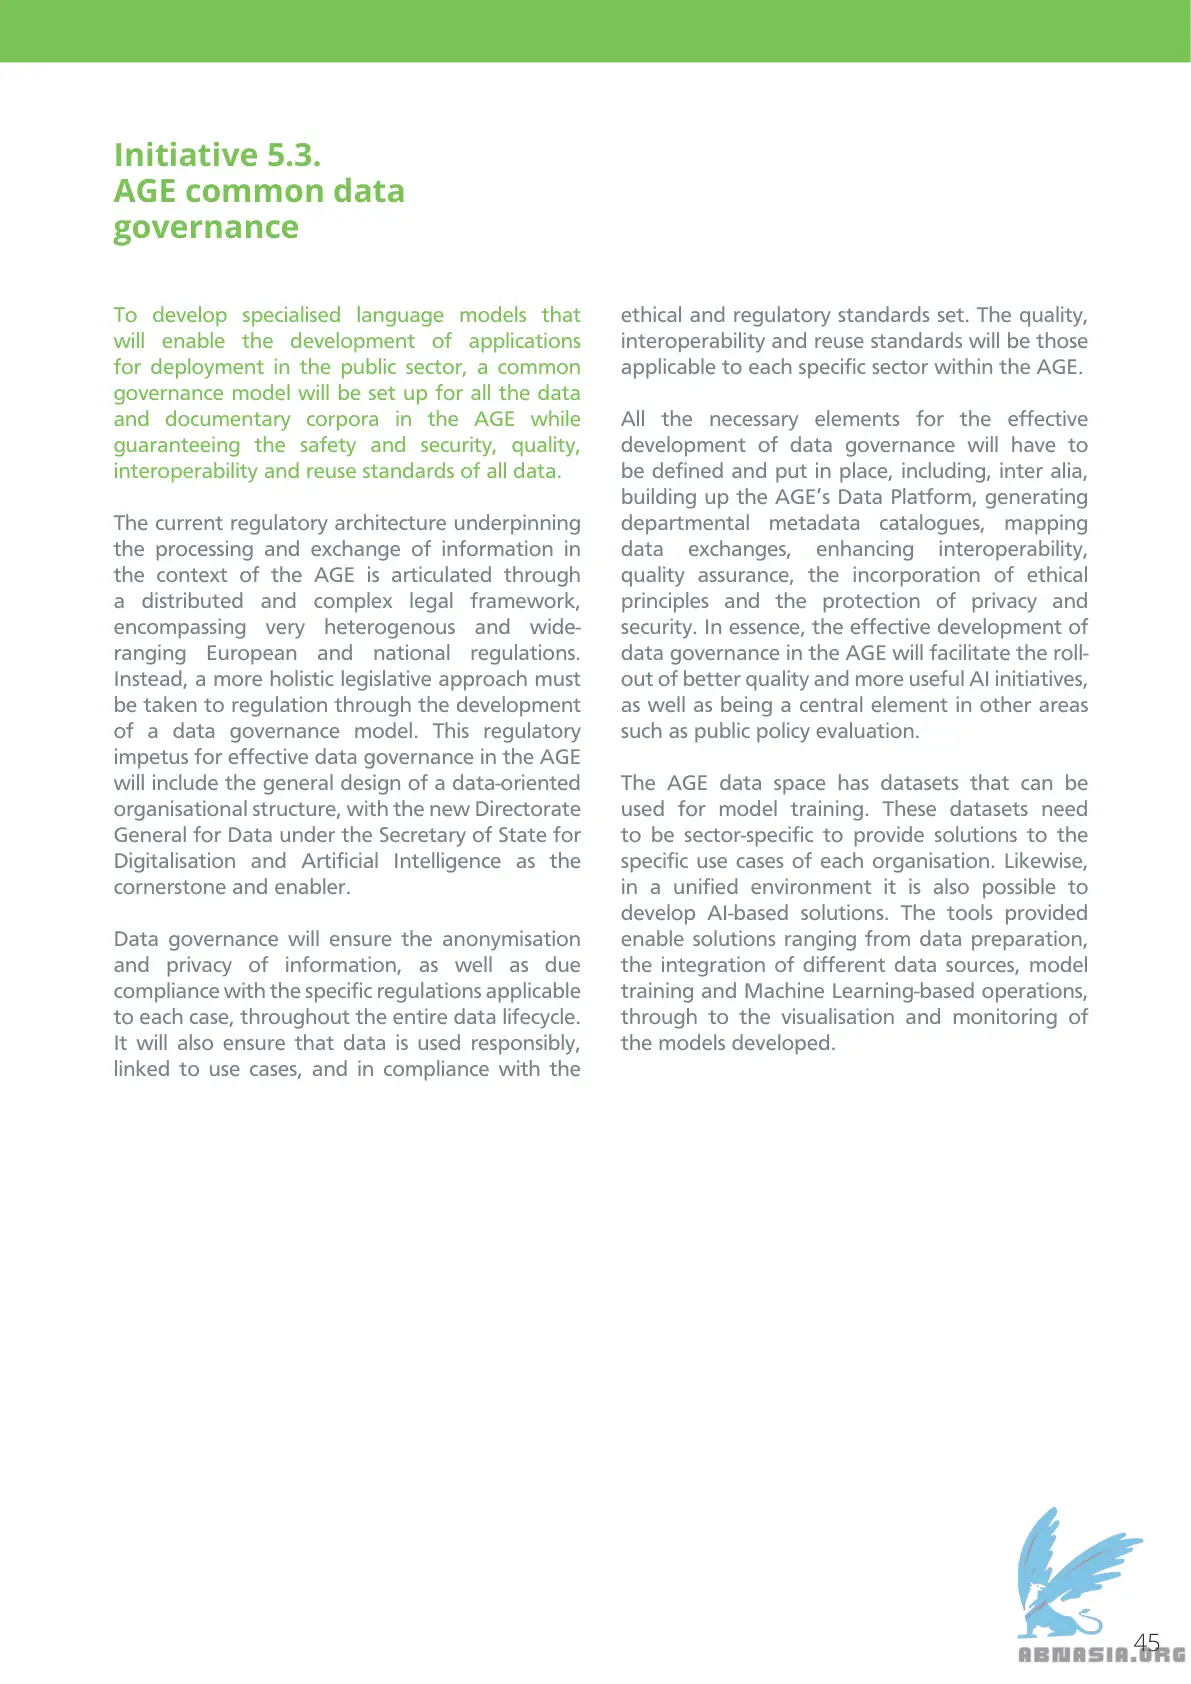 Initiative 5.3.
AGE common data
governance
To develop specialised language models that
will enable the development of applications
for deployment in the public sector, a common
governance model will be set up for all the data
and documentary corpora in the AGE while
guaranteeing the safety and security, quality,
interoperability and reuse standards of all data.
The current regulatory architecture underpinning
the processing and exchange of information in
the context of the AGE is articulated through
a distributed and complex legal framework,
encompassing very heterogenous and wide-
ranging European and national regulations.
Instead, a more holistic legislative approach must
be taken to regulation through the development
of a data governance model. This regulatory
impetus for effective data governance in the AGE
will include the general design of a data-oriented
organisational structure, with the new Directorate
General for Data under the Secretary of State for
Digitalisation and Artificial Intelligence as the
cornerstone and enabler.
Data governance will ensure the anonymisation
and privacy of information, as well as due
compliance with the specific regulations applicable
to each case, throughout the entire data lifecycle.
It will also ensure that data is used responsibly,
linked to use cases, and in compliance with the
ethical and regulatory standards set. The quality,
interoperability and reuse standards will be those
applicable to each specific sector within the AGE.
All the necessary elements for the effective
development of data governance will have to
be defined and put in place, including, inter alia,
building up the AGE’s Data Platform, generating
departmental metadata catalogues, mapping
data exchanges, enhancing interoperability,
quality assurance, the incorporation of ethical
principles and the protection of privacy and
security. In essence, the effective development of
data governance in the AGE will facilitate the roll-
out of better quality and more useful AI initiatives,
as well as being a central element in other areas
such as public policy evaluation.
The AGE data space has datasets that can be
used for model training. These datasets need
to be sector-specific to provide solutions to the
specific use cases of each organisation. Likewise,
in a unified environment it is also possible to
develop AI-based solutions. The tools provided
enable solutions ranging from data preparation,
the integration of different data sources, model
training and Machine Learning-based operations,
through to the visualisation and monitoring of
the models developed.
45
ABNASIA.ORG